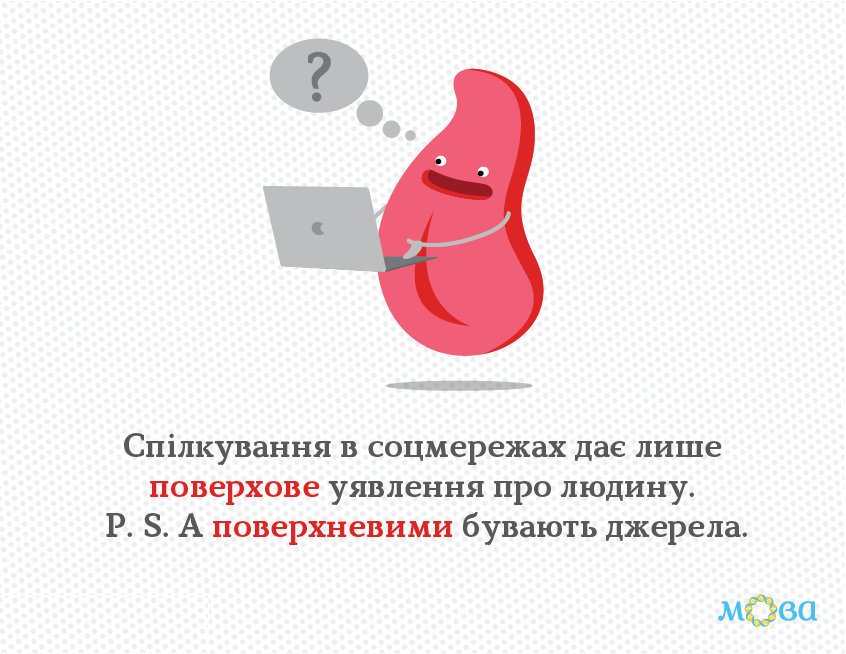 ?
Спілкування в соцмережах дає лише
поверхове уявлення про людину.
P. S. А поверхневими бувають джерела.
мова